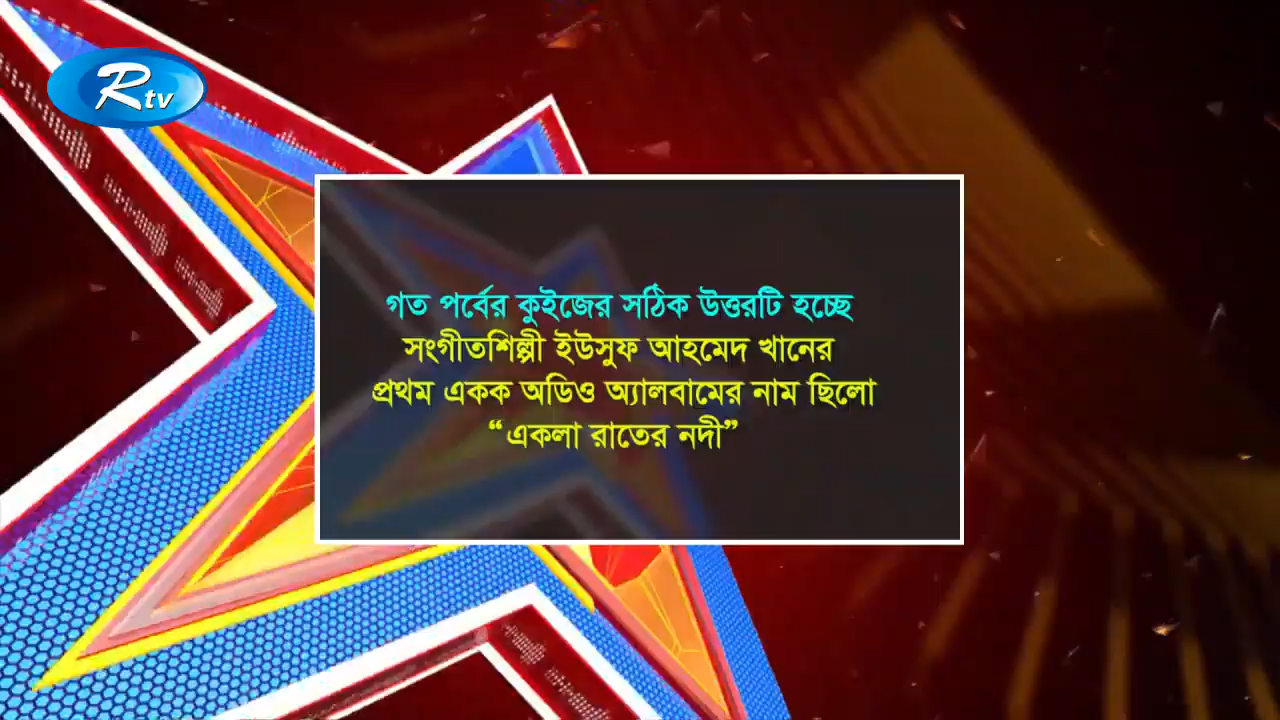 Rtv
গত পর্বের কুইজের সঠিক উত্তরটি হচ্ছে
সংগীতশিল্পী ইউসুফ আহমেদ খানের
প্রথম একক অডিও অ্যালবামের নাম ছিলো
“একলা রাতের নদী”